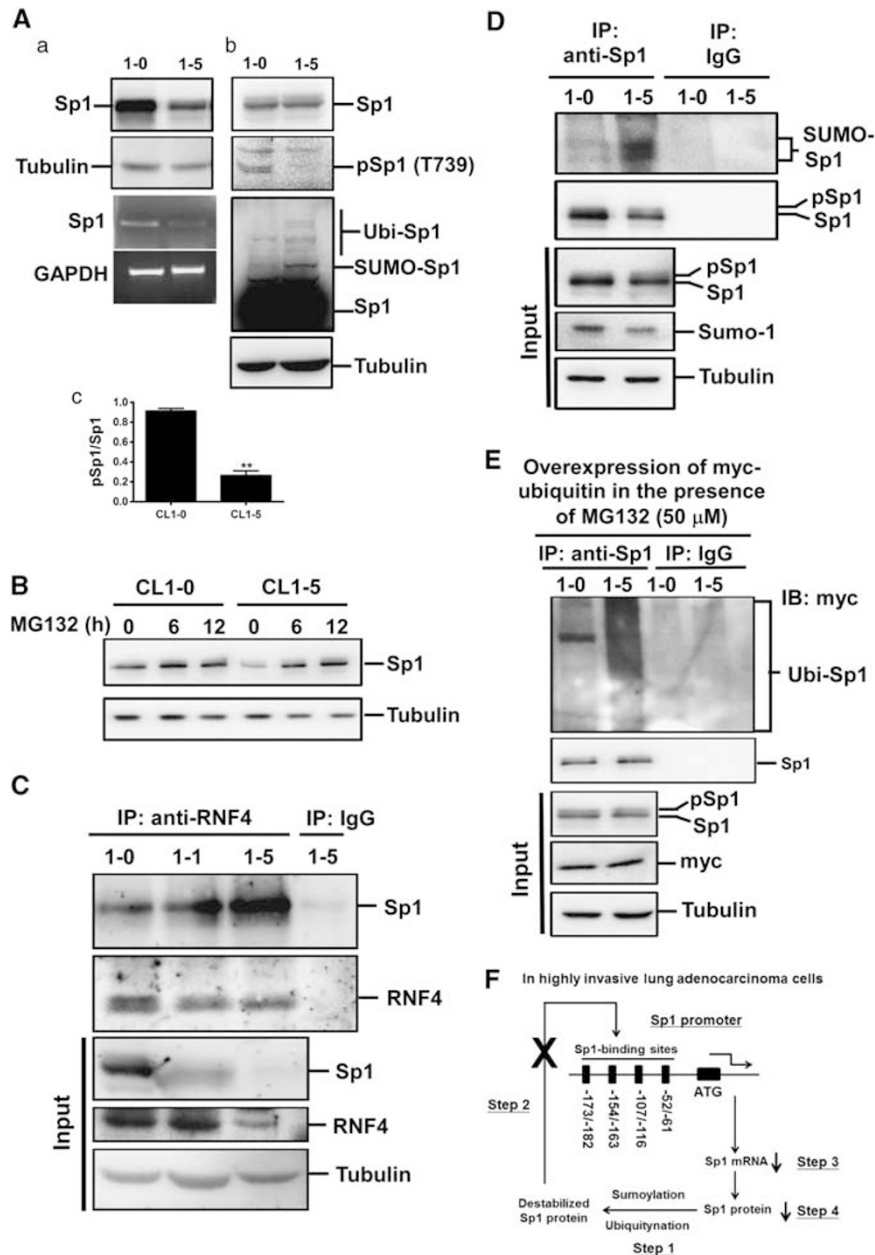 A
a
1-0 1-5
Sp1
Tubulin
Sp1
GAPDH
b
1-0 1-5
Sp1
pSp1 (T739)
Ubi-Sp1
SUMO-Sp1
Sp1
Tubulin
c
pSp1/Sp1
1.0
0.8
0.6
0.4
0.2
0.0
**
CL1-0 CL1-5
B
CL1-0 CL1-5
MG132 (h) 0 6 12 0 6 12
Sp1
Tubulin
C
IP: anti-RNF4 IP: IgG
1-0 1-1 1-5 1-5
Sp1
RNF4
Input
Sp1
RNF4
Tubulin
D
IP: anti-Sp1
IP: IgG
1-0 1-5 1-0 1-5
SUMO-Sp1
pSp1
Sp1
Input
pSp1
Sp1
Sumo-1
Tubulin
E
Overexpression of myc-
ubiquitin in the presence
of MG132 (50 μM)
IP: anti-Sp1 IP: IgG
1-0 1-5 1-0 1-5
IB: myc
Ubi-Sp1
Sp1
Input
pSp1
Sp1
myc
Tubulin
F
In highly invasive lung adenocarcinoma cells
Sp1 promoter
Sp1-binding sites
X
ATG
-173/-182
-154/-163
-107/-116
-52/-61
Step 2
Sp1 mRNA Step 3
Sp1 protein Step 4
Sumoylation
Ubiquitynation
Destabilized
Sp1 protein
Step 1